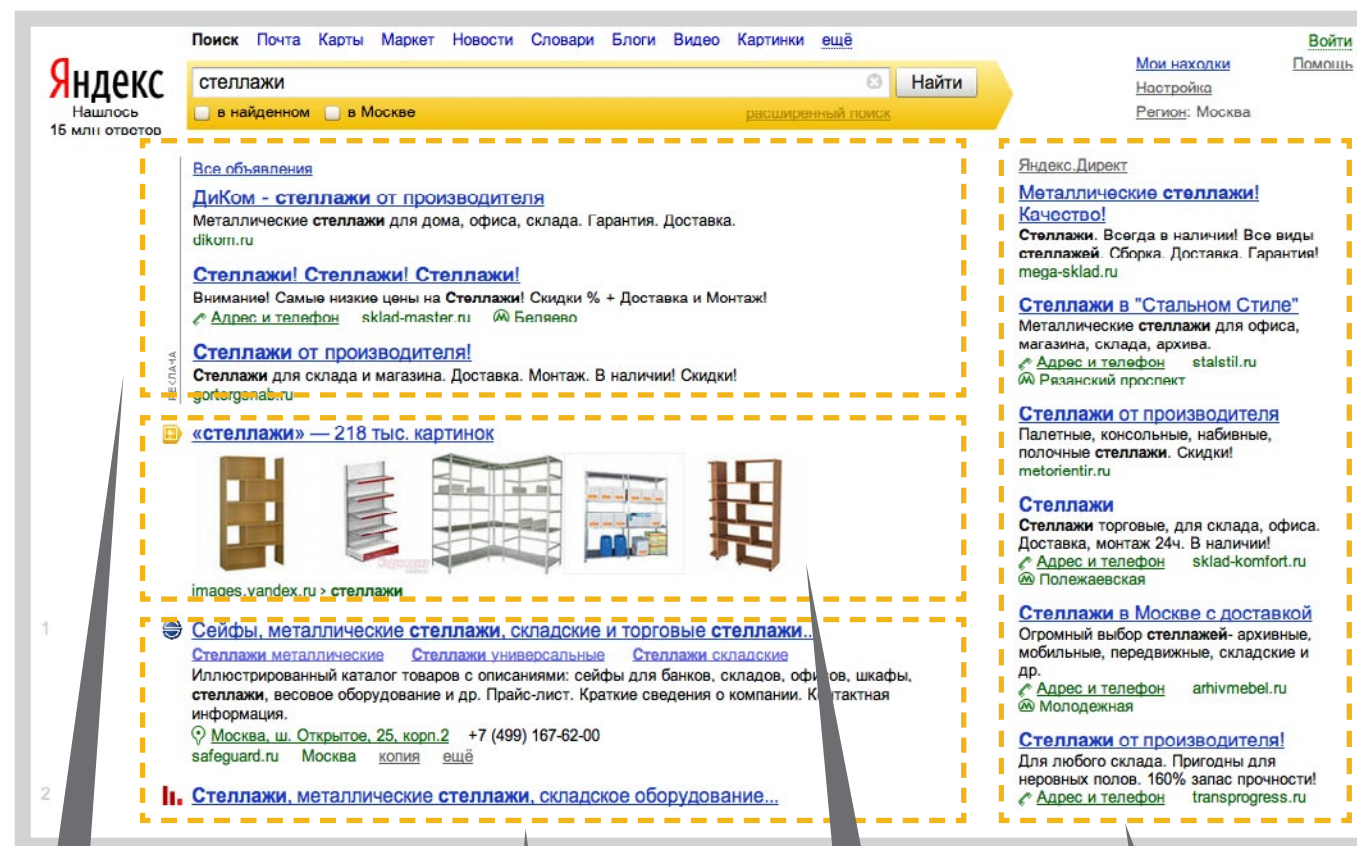 Поиск Почта Карты Маркет Новости Словари Блоги Видео Картинки ещё
Войти
Мои находки Помощь
Настройка
Регион: Москва
Яндекс
Нашлось
15 млн ответов
стеллажи
Найти
в найденном в Москве расширенный поиск
Все объявления
ДиКом - стеллажи от производителя
Металлические стеллажи для дома, офиса, склада. Гарантия. Доставка.
dikom.ru
Стеллажи! Стеллажи! Стеллажи!
Внимание! Самые низкие цены на Стеллажи! Скидки % + Доставка и Монтаж!
Адрес и телефон sklad-master.ru Беляево
РЕКЛАМА
Стеллажи от производителя!
Стеллажи для склада и магазина. Доставка. Монтаж. В наличии! Скидки!
gortorgsnab.ru
«стеллажи» — 218 тыс. картинок
images.yandex.ru › стеллажи
1
Сейфы, металлические стеллажи, складские и торговые стеллажи...
Стеллажи металлические Стеллажи универсальные Стеллажи складские
Иллюстрированный каталог товаров с описаниями: сейфы для банков, складов, офисов, шкафы,
стеллажи, весовое оборудование и др. Прайс-лист. Краткие сведения о компании. Контактная
информация.
Москва, ш. Открытое, 25, корп.2 +7 (499) 167-62-00
safeguard.ru Москва копия ещё
2
Стеллажи, металлические стеллажи, складское оборудование...
Яндекс.Директ
Металлические стеллажи!
Качество!
Стеллажи. Всегда в наличии! Все виды
стеллажей. Сборка. Доставка. Гарантия!
mega-sklad.ru
Стеллажи в "Стальном Стиле"
Металлические стеллажи для офиса,
магазина, склада, архива.
Адрес и телефон stalstil.ru
Рязанский проспект
Стеллажи от производителя
Палетные, консольные, набивные,
полочные стеллажи. Скидки!
metorientir.ru
Стеллажи
Стеллажи торговые, для склада, офиса.
Доставка, монтаж 24ч. В наличии!
Адрес и телефон sklad-komfort.ru
Полежаевская
Стеллажи в Москве с доставкой
Огромный выбор стеллажей- архивные,
мобильные, передвижные, складские и
др.
Адрес и телефон arhivmebel.ru
Молодежная
Стеллажи от производителя!
Для любого склада. Пригодны для
неровных полов. 160% запас прочности!
Адрес и телефон transprogress.ru